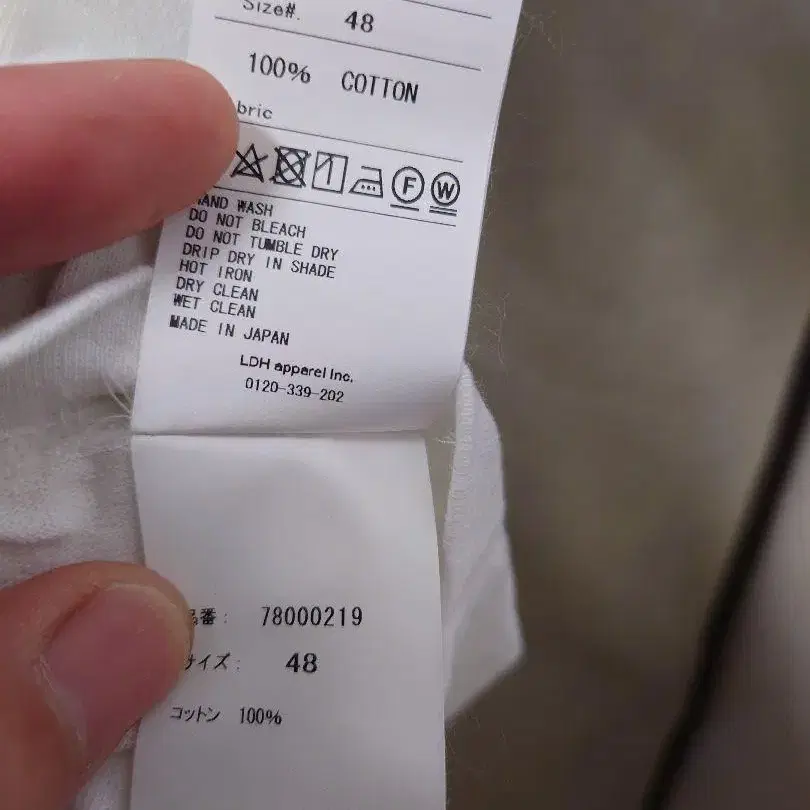 Size#. 48
100% COTTON
bric
F W
HAND WASH
DO NOT BLEACH
DO NOT TUMBLE DRY
DRIP DRY IN SHADE
HOT IRON
DRY CLEAN
WET CLEAN
MADE IN JAPAN
LDH apparel Inc.
0120-339-202
品番： 78000219
サイズ： 48
コットン 100%